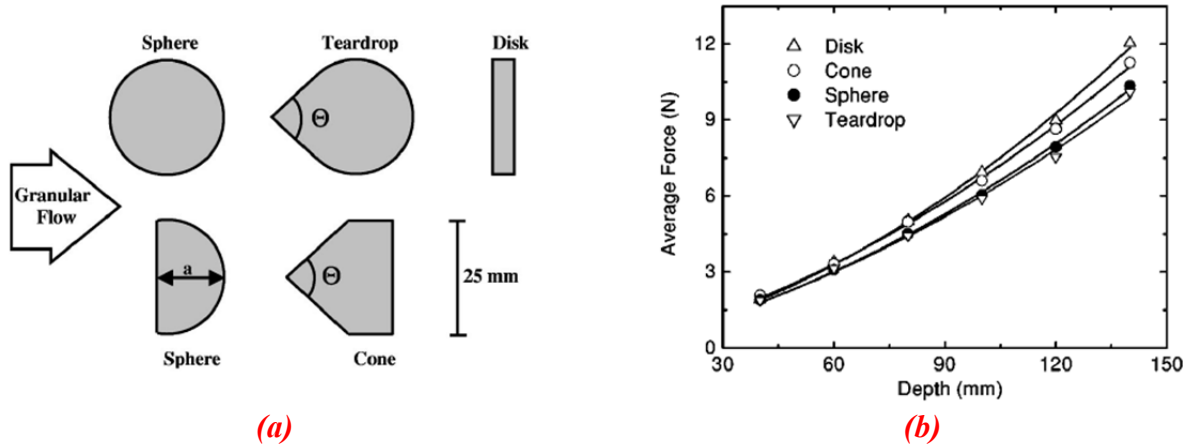 Sphere
Teardrop
Disk
Θ
Granular
Flow
a
Θ
25 mm
Sphere
Cone
(a)
Average Force (N)
12
9
6
3
0
Disk
Cone
Sphere
Teardrop
30 60 90 120 150
Depth (mm)
(b)